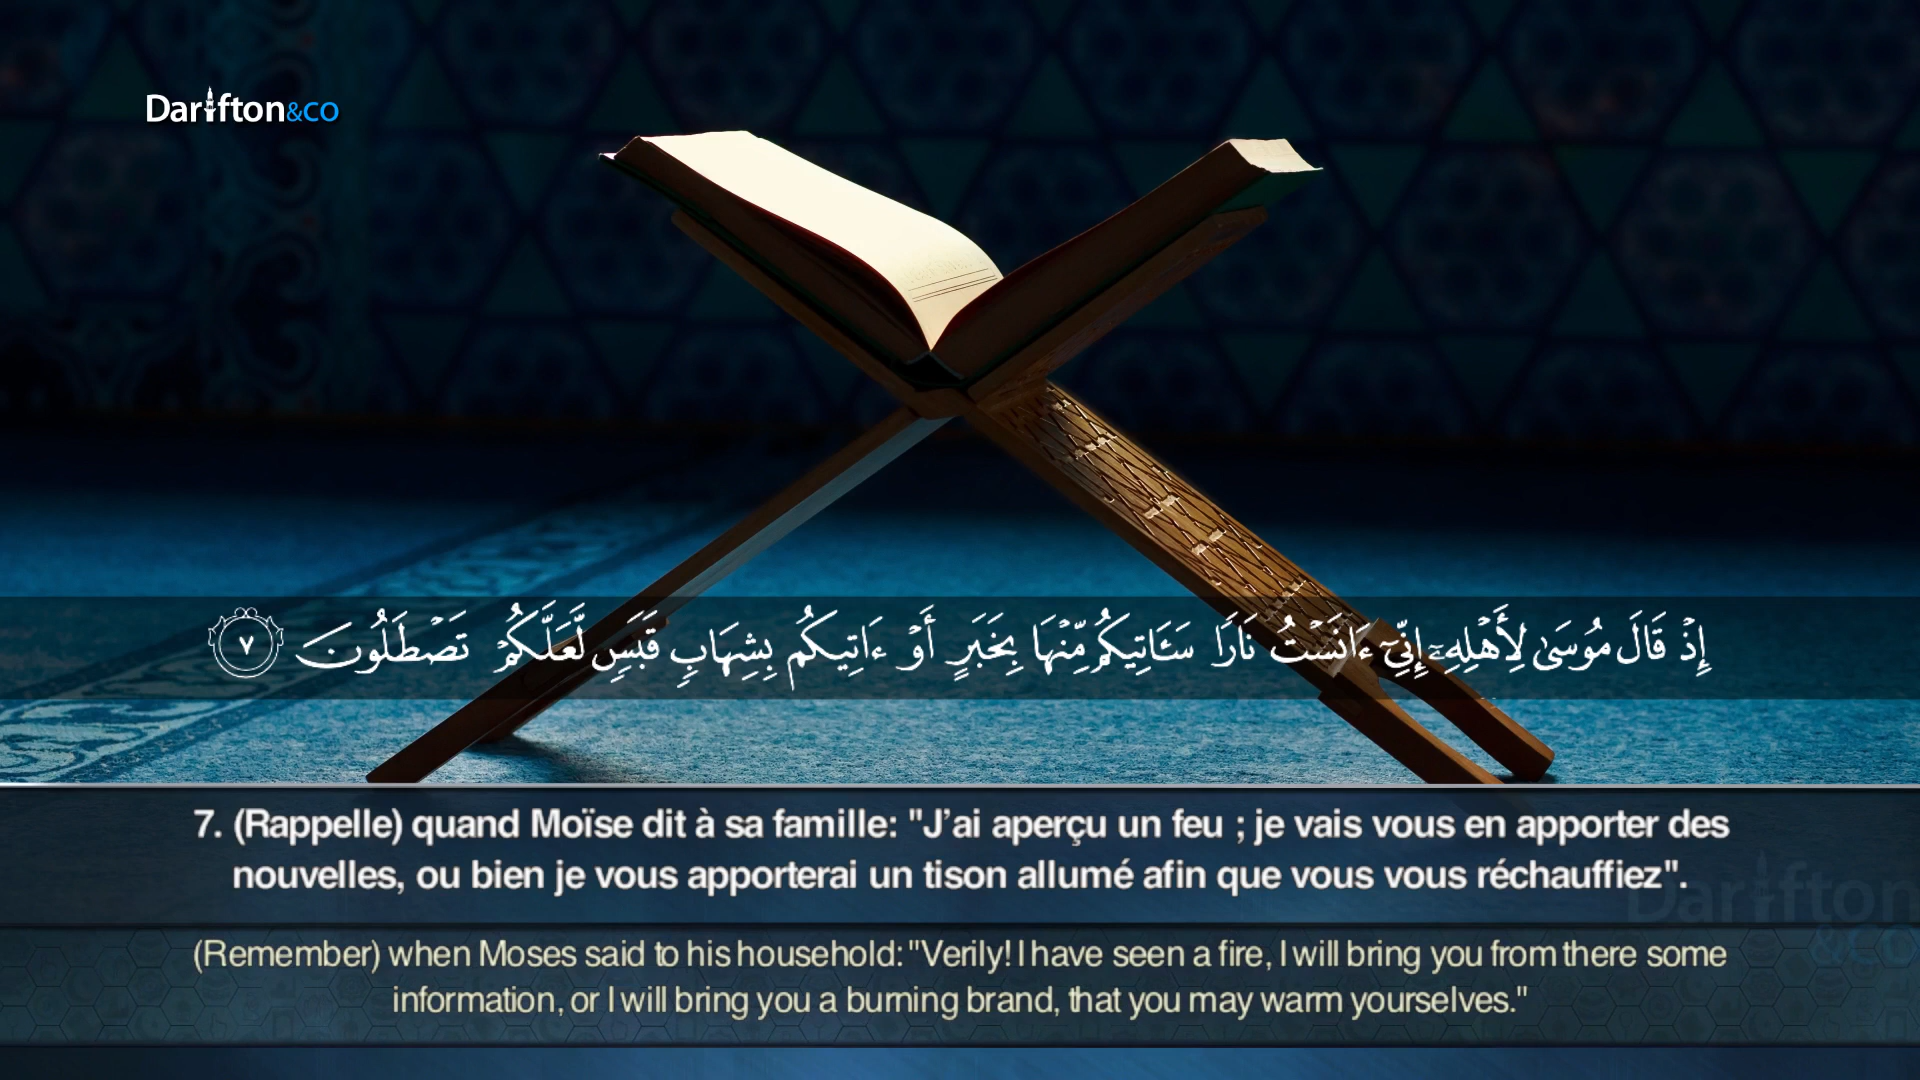 Darifton&co
إِذْ قَالَ مُوسَىٰ لِأَهْلِهِۦٓ إِنِّىٓ ءَانَسْتُ نَارًا سَـَٔاتِيكُم مِّنْهَا بِخَبَرٍ أَوْ ءَاتِيكُم بِشِهَابٍ قَبَسٍ لَّعَلَّكُمْ تَصْطَلُونَ ٧
7. (Rappelle) quand Moïse dit à sa famille: "J'ai aperçu un feu ; je vais vous en apporter des
nouvelles, ou bien je vous apporterai un tison allumé afin que vous vous réchauffiez".
Darifton
&co
(Remember) when Moses said to his household: "Verily! I have seen a fire, I will bring you from there some
information, or I will bring you a burning brand, that you may warm yourselves."